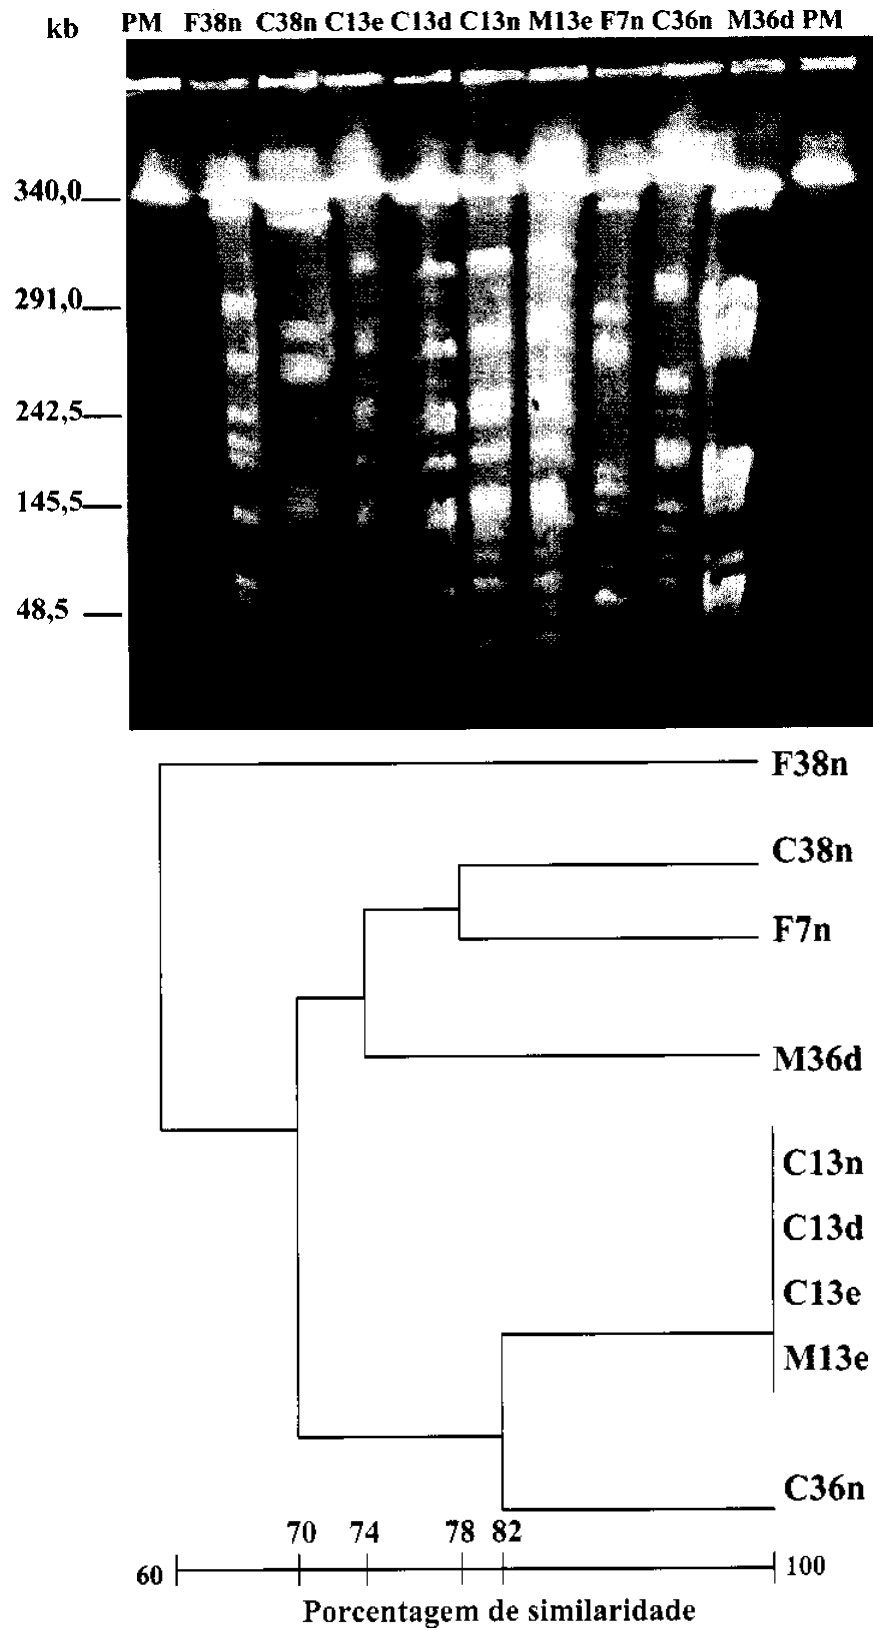 kb PM F38n C38n C13e C13d C13n M13e F7n C36n M36d PM
340,0
291,0
242,5
145,5
48,5
F38n
C38n
F7n
M36d
C13n
C13d
C13e
M13e
C36n
70 74 78 82
60 100
Porcentagem de similaridade